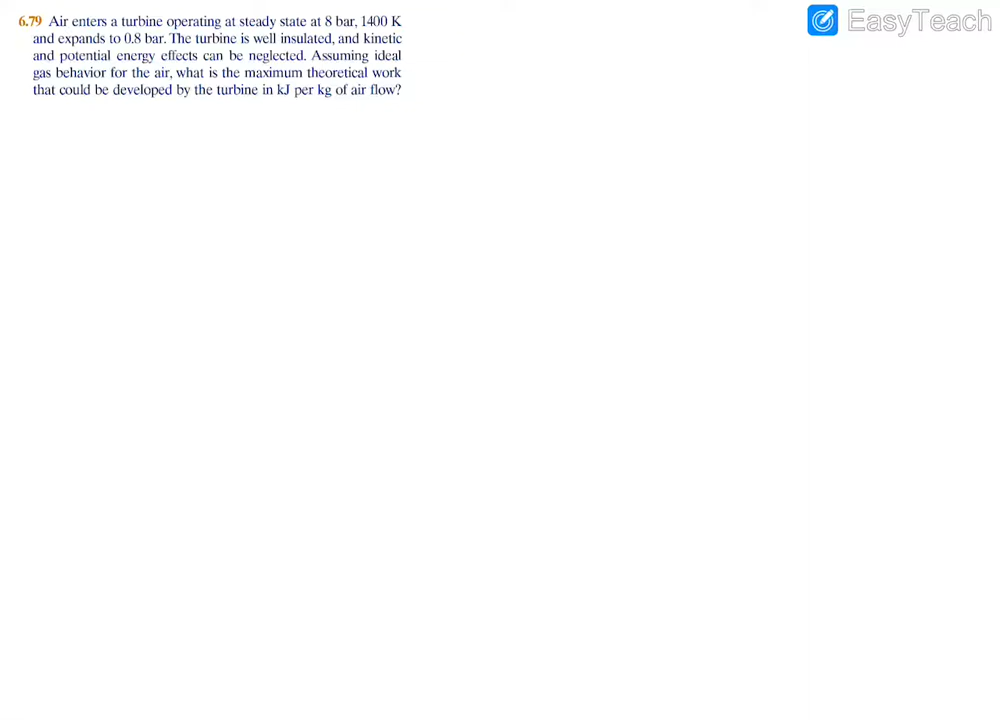 6.79 Air enters a turbine operating at steady state at 8 bar, 1400 K
and expands to 0.8 bar. The turbine is well insulated, and kinetic
and potential energy effects can be neglected. Assuming ideal
gas behavior for the air, what is the maximum theoretical work
that could be developed by the turbine in kJ per kg of air flow?
EasyTeach